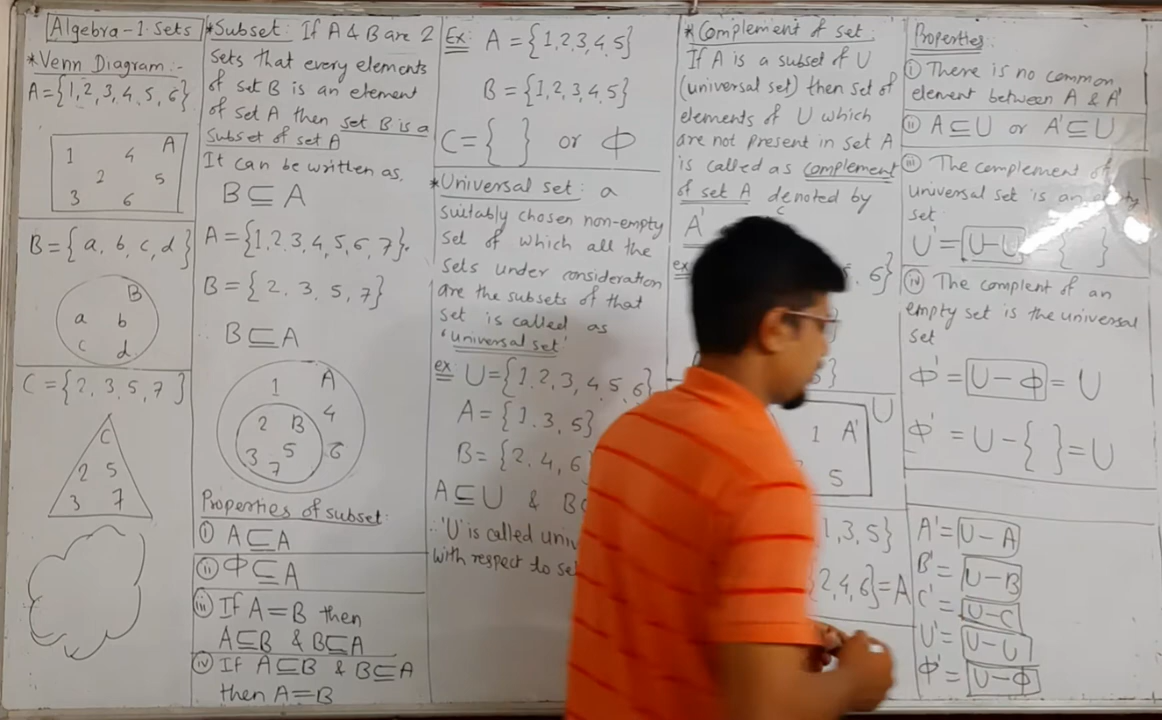 Algebra-1 Sets
*Venn Diagram:-
A={1,2,3,4,5,6}
1 4 A
2 5
3 6
B={a, b, c, d}
B
a b
c d
C={2, 3, 5, 7}
C
2 5
3 7
*Subset: If A & B are 2
sets that every elements
of set B is an element
of set A then set B is a
subset of set A
It can be written as,
B⊆A
A={1,2,3,4,5,6,7}.
B={2, 3, 5, 7}
B⊆A
1 A
2 B 4
3 5 6
7
Properties of subset:
i) A⊆A
ii) Φ⊆A
iii) If A=B then
A⊆B & B⊆A
iv) If A⊆B & B⊆A
then A=B
Ex: A={1,2,3,4,5}
B={1,2,3,4,5}
C={ } or Φ
*Universal set: a
suitably chosen non-empty
set of which all the
sets under consideration
are the subsets of that
set is called as
'universal set'
ex U={1,2,3,4,5,6}
A={1,3,5}
B={2,4,6
A⊆U &
∴ 'U' is called
with respect to
*Complement of set:
If A is a subset of U
(universal set) then set of
elements of U which
are not present in set A
is called as complement
of set A denoted by
A' c
ex
6}
U
1 A'
5
1,3,5}
{2,4,6}=A
Properties:
i) There is no common
element between A & A'
ii) A⊆U or A'⊆U
iii) The complement of
universal set is an
set:
U'=U-U { }
iv) The complent of an
empty set is the universal
set
Φ'=U-Φ=U
Φ'=U-{ }=U
A'=U-A
B'=U-B
C'=U-C
U'=U-U
Φ'=U-Φ